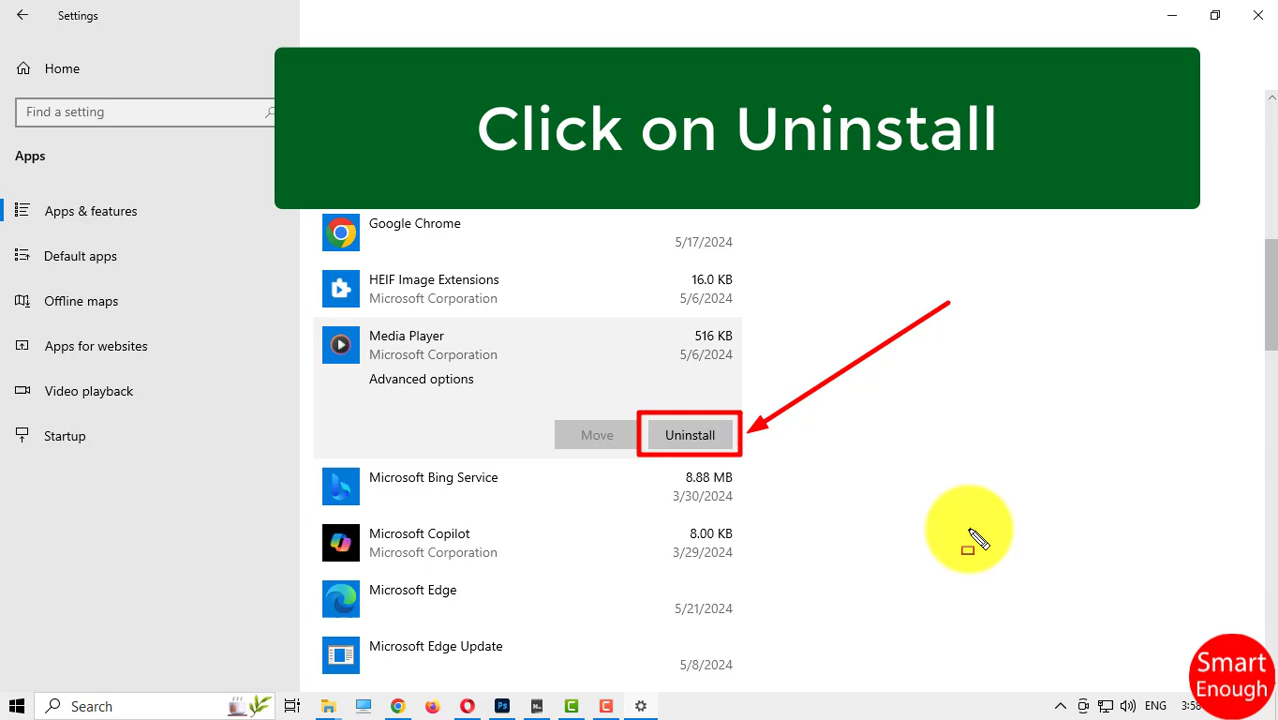 Settings
Home
Find a setting
Apps
Apps & features
Default apps
Offline maps
Apps for websites
Video playback
Startup
Click on Uninstall
Google Chrome
5/17/2024
HEIF Image Extensions 16.0 KB
Microsoft Corporation 5/6/2024
Media Player 516 KB
Microsoft Corporation 5/6/2024
Advanced options
Move Uninstall
Microsoft Bing Service 8.88 MB
3/30/2024
Microsoft Copilot 8.00 KB
Microsoft Corporation 3/29/2024
Microsoft Edge
5/21/2024
Microsoft Edge Update
5/8/2024
Smart
Enough
Search Ps ENG 3:58